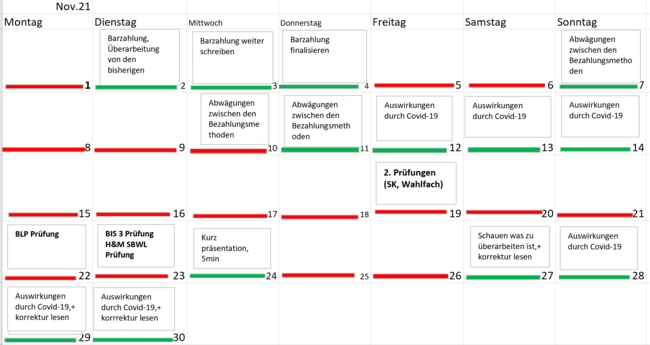 Nov.21
Montag Dienstag Mittwoch Donnerstag Freitag Samstag Sonntag
Barzahlung,
Überarbeitung
von den
bisherigen
Barzahlung weiter
schreiben
Barzahlung
finalisieren
Abwägungen
zwischen den
Bezahlungsmetho
den
1 2 3 4 5 6 7
Abwägungen
zwischen den
Bezahlungsme
thoden
Abwägungen
zwischen den
Bezahlungsmeth
oden
Auswirkungen
durch Covid-19
Auswirkungen
durch Covid-19
Auswirkungen
durch Covid-19
8 9 10 11 12 13 14
2. Prüfungen
(SK, Wahlfach)
15 16 17 18 19 20 21
BLP Prüfung
BIS 3 Prüfung
H&M SBWL
Prüfung
Kurz
präsentation,
5min
Schauen was zu
überarbeiten ist,+
korrektur lesen
Auswirkungen
durch Covid-19
22 23 24 25 26 27 28
Auswirkungen
durch Covid-19,+
korrektur lesen
Auswirkungen
durch Covid-19,+
korrrektur lesen
29 30